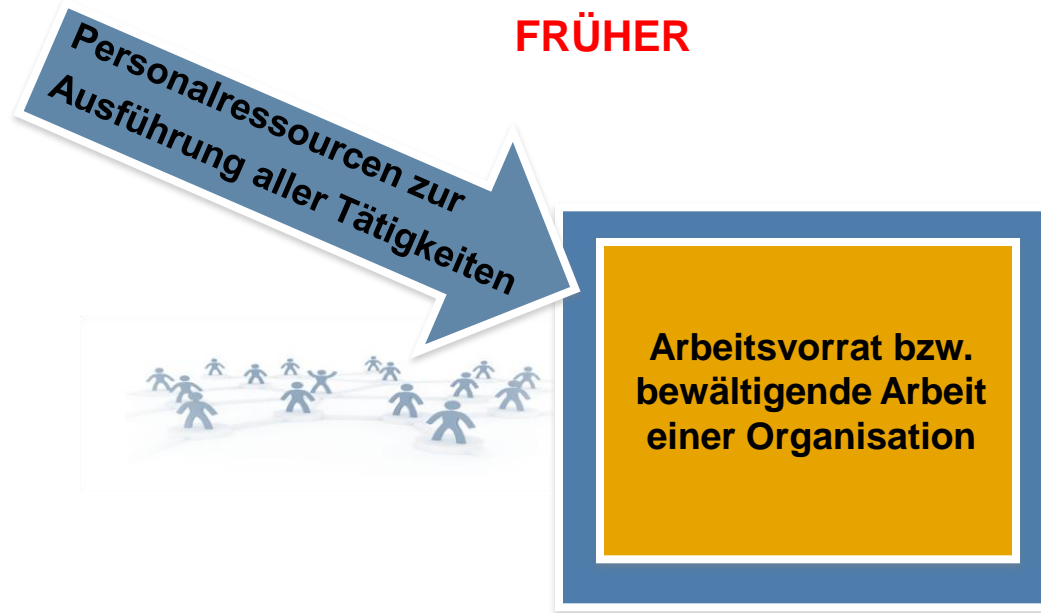 FRÜHER
Personalressourcen zur
Ausführung aller Tätigkeiten
Arbeitsvorrat bzw.
bewältigende Arbeit
einer Organisation